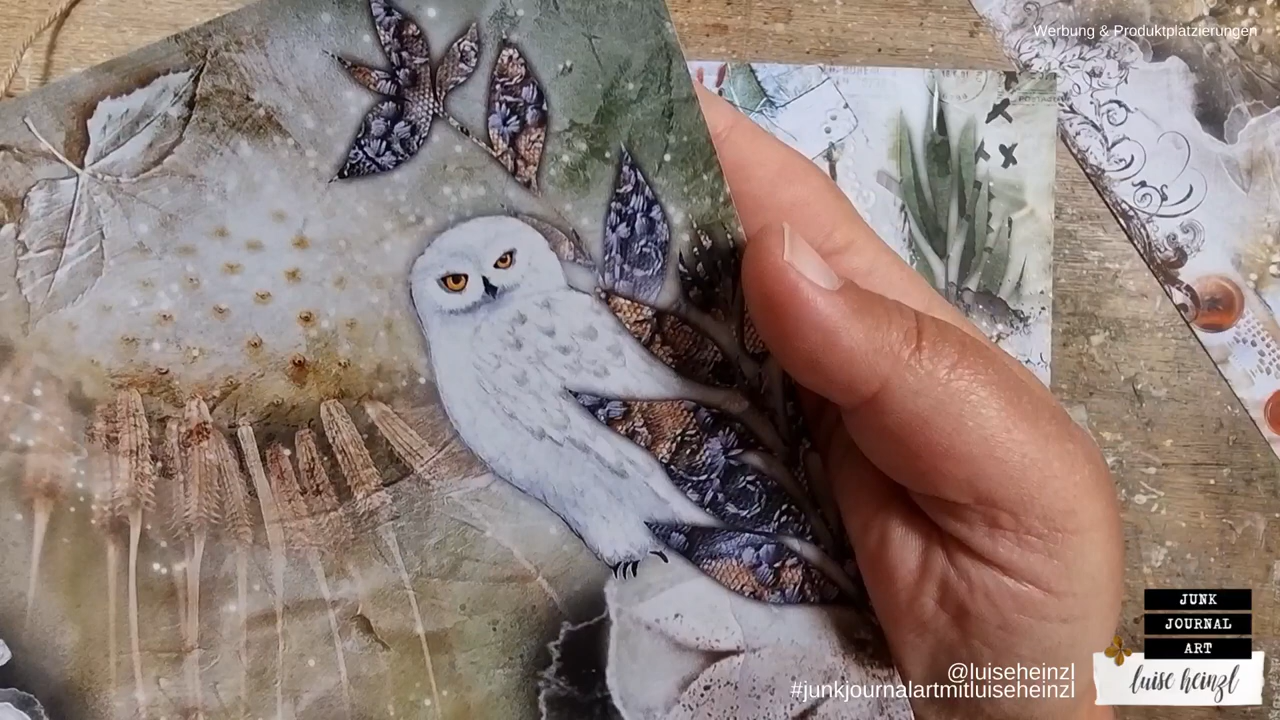 Werbung & Produktplatzierungen
@luiseheinzl
#junkjournalartmitluiseheinzl
JUNK
JOURNAL
ART
luise heinzl